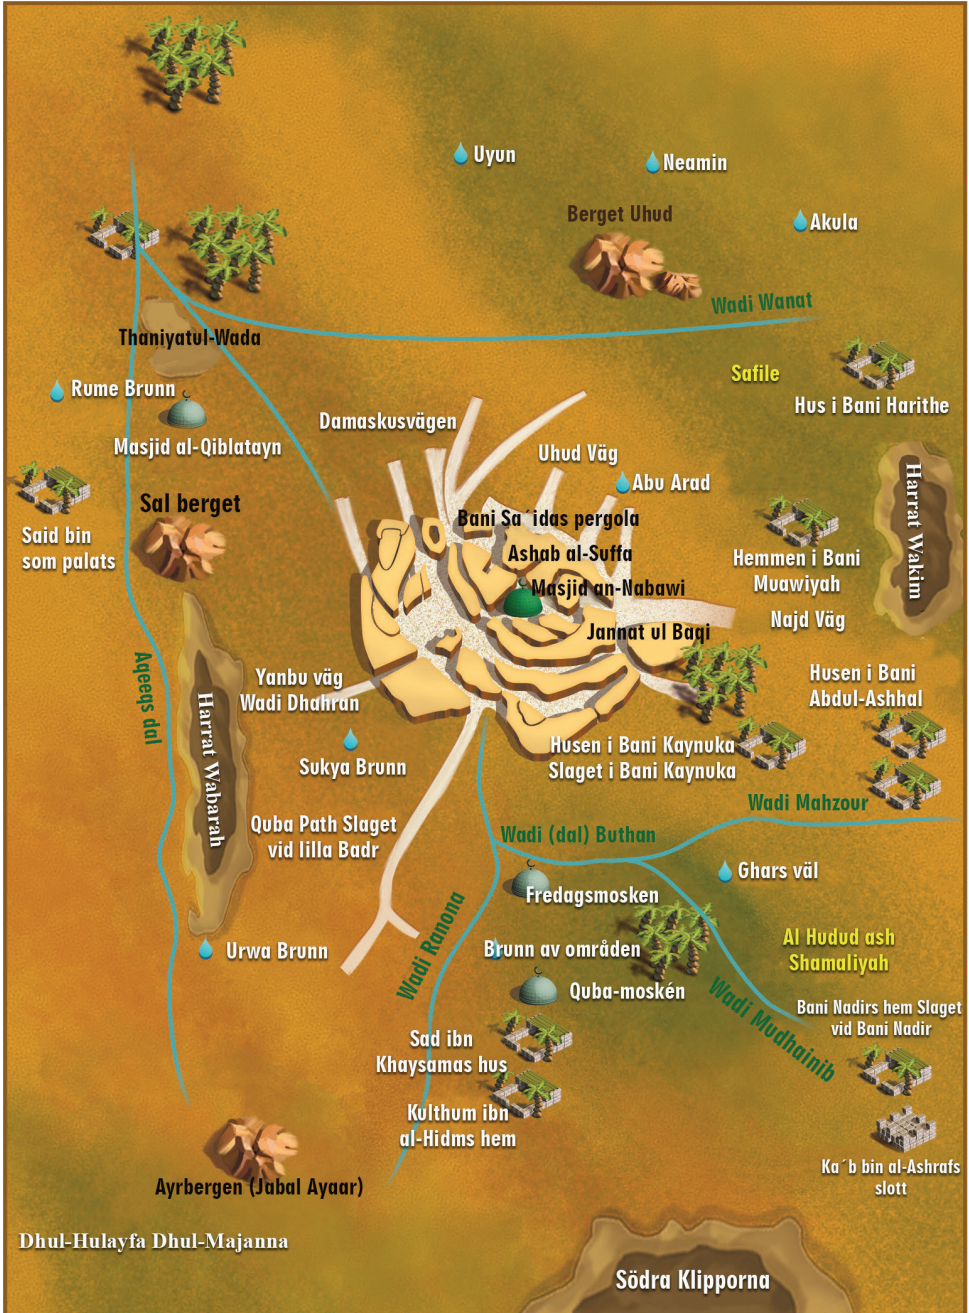 Uyun
Neamin
Berget Uhud
Akula
Wadi Wanat
Thaniyatul-Wada
Safile
Rume Brunn
Hus i Bani Harithe
Masjid al-Qiblatayn
Damaskusvägen
Uhud Väg
Abu Arad
Sal berget
Harrat Wakim
Said bin
som palats
Bani Sa´idas pergola
Ashab al-Suffa
Hemmen i Bani
Muawiyah
Masjid an-Nabawi
Najd Väg
Jannat ul Baqi
Aqeeqs dal
Harrat Wabarah
Yanbu väg
Wadi Dhahran
Husen i Bani
Abdul-Ashhal
Sukya Brunn
Husen i Bani Kaynuka
Slaget i Bani Kaynuka
Wadi Mahzour
Quba Path Slaget
vid lilla Badr
Wadi (dal) Buthan
Ghars väl
Fredagsmosken
Wadi Ranona
Urwa Brunn
Brunn av områden
Al Hudud ash
Shamaliyah
Quba-moskén
Wadi Mudhainib
Bani Nadirs hem Slaget
vid Bani Nadir
Sad ibn
Khaysamas hus
Kulthum ibn
al-Hidms hem
Ka´b bin al-Ashrafs
slott
Ayrbergen (Jabal Ayaar)
Dhul-Hulayfa Dhul-Majanna
Södra Klipporna